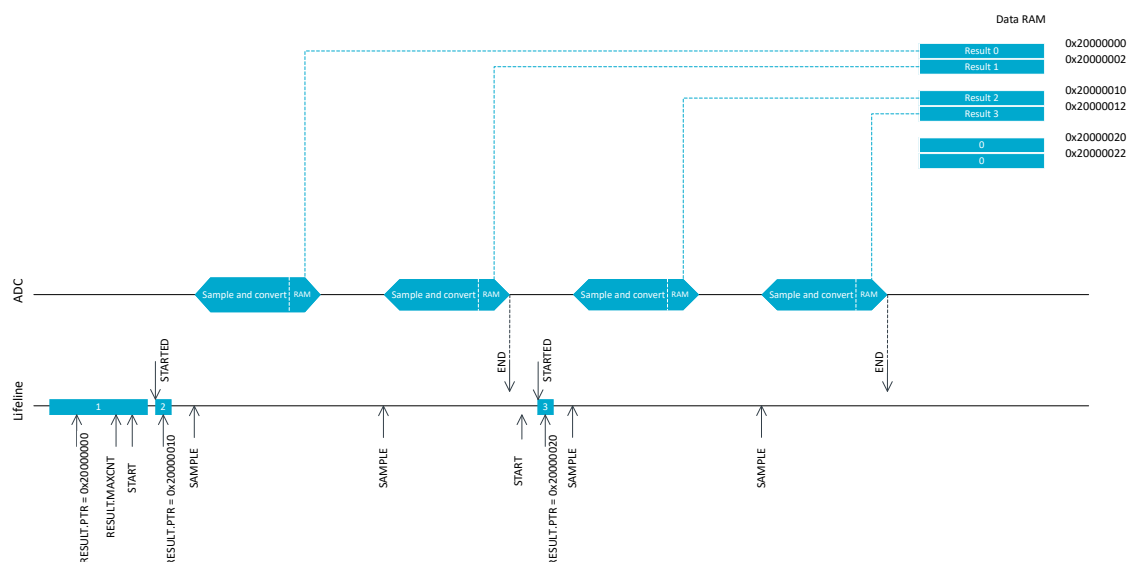 Data RAM
Result 0
0x20000000
Result 1
0x20000002
Result 2
0x20000010
Result 3
0x20000012
0
0x20000020
0
0x20000022
ADC
Sample and convert
RAM
Sample and convert
RAM
Sample and convert
RAM
Sample and convert
RAM
STARTED
END
STARTED
END
Lifeline
1
2
3
RESULT.PTR = 0x20000000
RESULT.MAXCNT
START
RESULT.PTR = 0x20000010
SAMPLE
SAMPLE
START
RESULT.PTR = 0x20000020
SAMPLE
SAMPLE